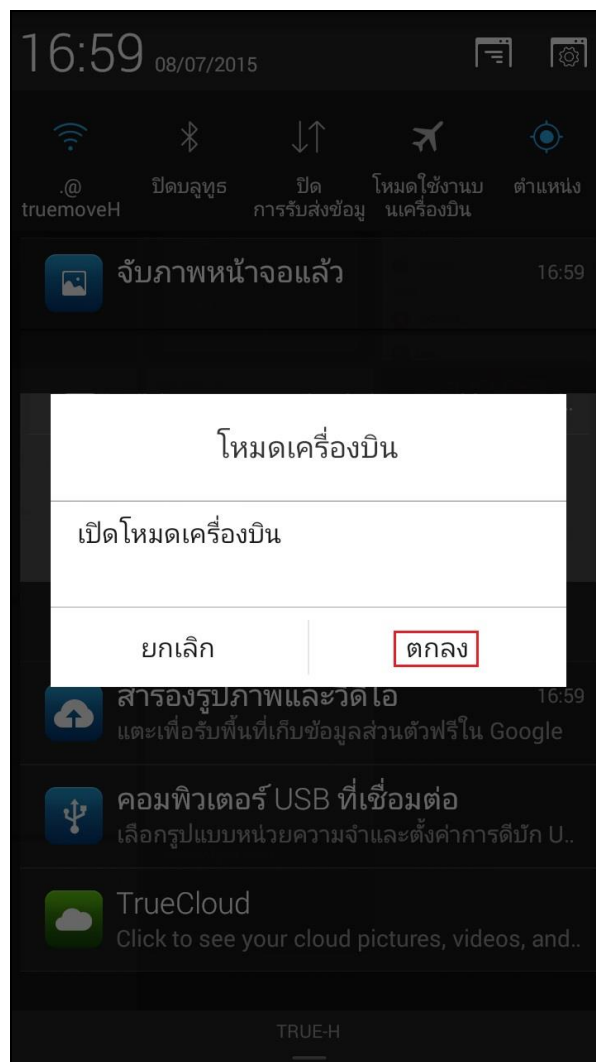 16:59 08/07/2015
.@
truemoveH
ปิดบลูทูธ
ปิด
การรับส่งข้อมู
โหมดใช้งานบ
นเครื่องบิน
ตำแหน่ง
จับภาพหน้าจอแล้ว 16:59
โหมดเครื่องบิน
เปิดโหมดเครื่องบิน
ยกเลิก ตกลง
สำรองรูปภาพและวิดีโอ 16:59
แตะเพื่อรับพื้นที่เก็บข้อมูลส่วนตัวฟรีใน Google
คอมพิวเตอร์ USB ที่เชื่อมต่อ
เลือกรูปแบบหน่วยความจำและตั้งค่าการดีบัก U..
TrueCloud
Click to see your cloud pictures, videos, and..
TRUE-H